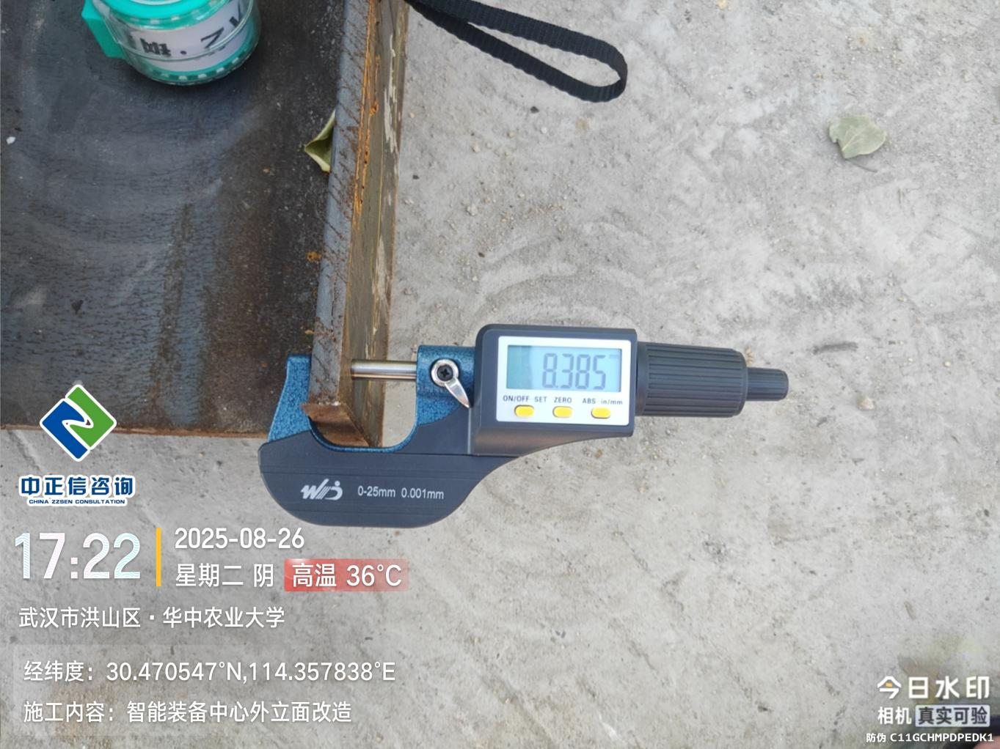 8.385
ON/OFF SET ZERO ABS in/mm
0-25mm 0.001mm
中正信咨询
CHINA ZZSEN CONSULTATION
17:22
2025-08-26
星期二 阴 高温 36°C
武汉市洪山区·华中农业大学
经纬度：30.470547°N,114.357838°E
施工内容：智能装备中心外立面改造
今日水印
相机 真实可验
防伪 C11GCHMPDPEDK1